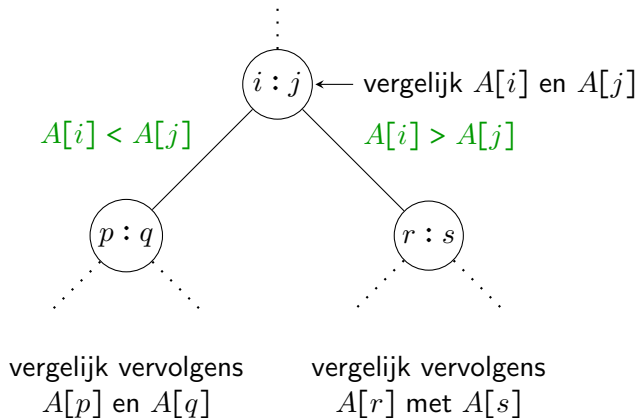 i : j
vergelijk A[i] en A[j]
A[i] < A[j]
A[i] > A[j]
p : q
r : s
vergelijk vervolgens
A[p] en A[q]
vergelijk vervolgens
A[r] met A[s]